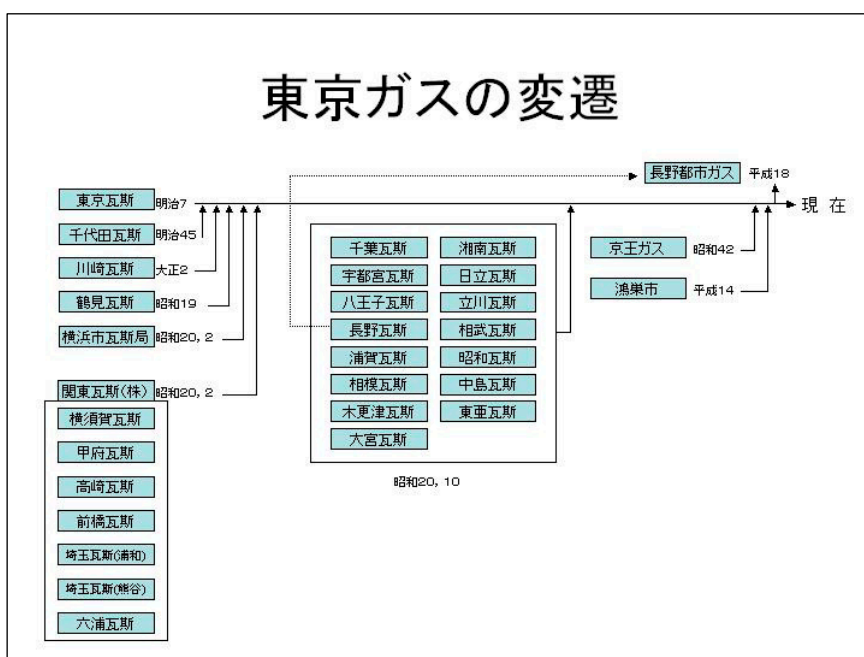 東京ガスの変遷
長野都市ガス 平成18
東京瓦斯 明治7
現 在
千代田瓦斯 明治45
川崎瓦斯 大正2
鶴見瓦斯 昭和19
横浜市瓦斯局 昭和20, 2
関東瓦斯(株) 昭和20, 2
横須賀瓦斯
甲府瓦斯
高崎瓦斯
前橋瓦斯
埼玉瓦斯(浦和)
埼玉瓦斯(熊谷)
六浦瓦斯
千葉瓦斯 湘南瓦斯
宇都宮瓦斯 日立瓦斯
八王子瓦斯 立川瓦斯
長野瓦斯 相武瓦斯
浦賀瓦斯 昭和瓦斯
相模瓦斯 中島瓦斯
木更津瓦斯 東亜瓦斯
大宮瓦斯
昭和20, 10
京王ガス 昭和42
鴻巣市 平成14